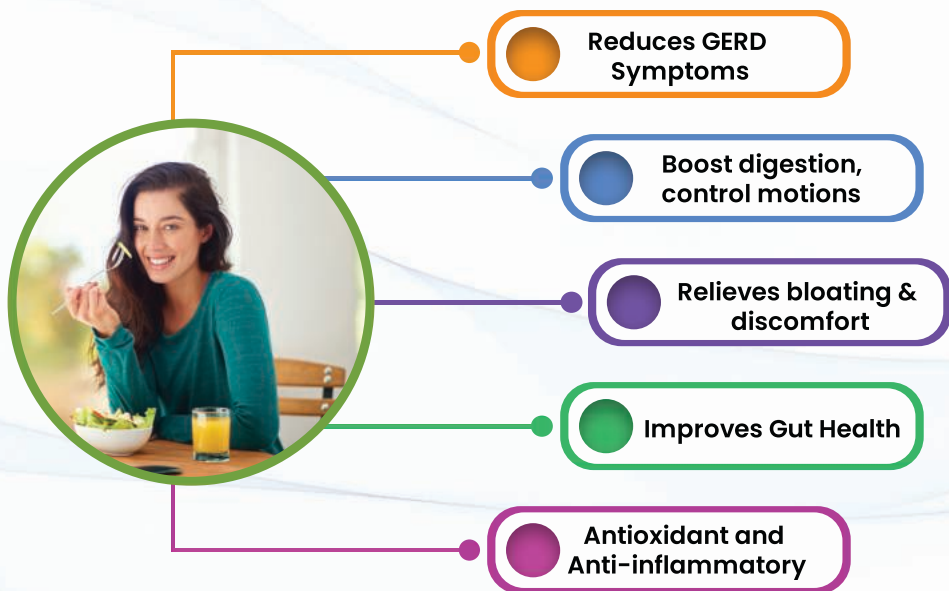 Reduces GERD
Symptoms
Boost digestion,
control motions
Relieves bloating &
discomfort
Improves Gut Health
Antioxidant and
Anti-inflammatory